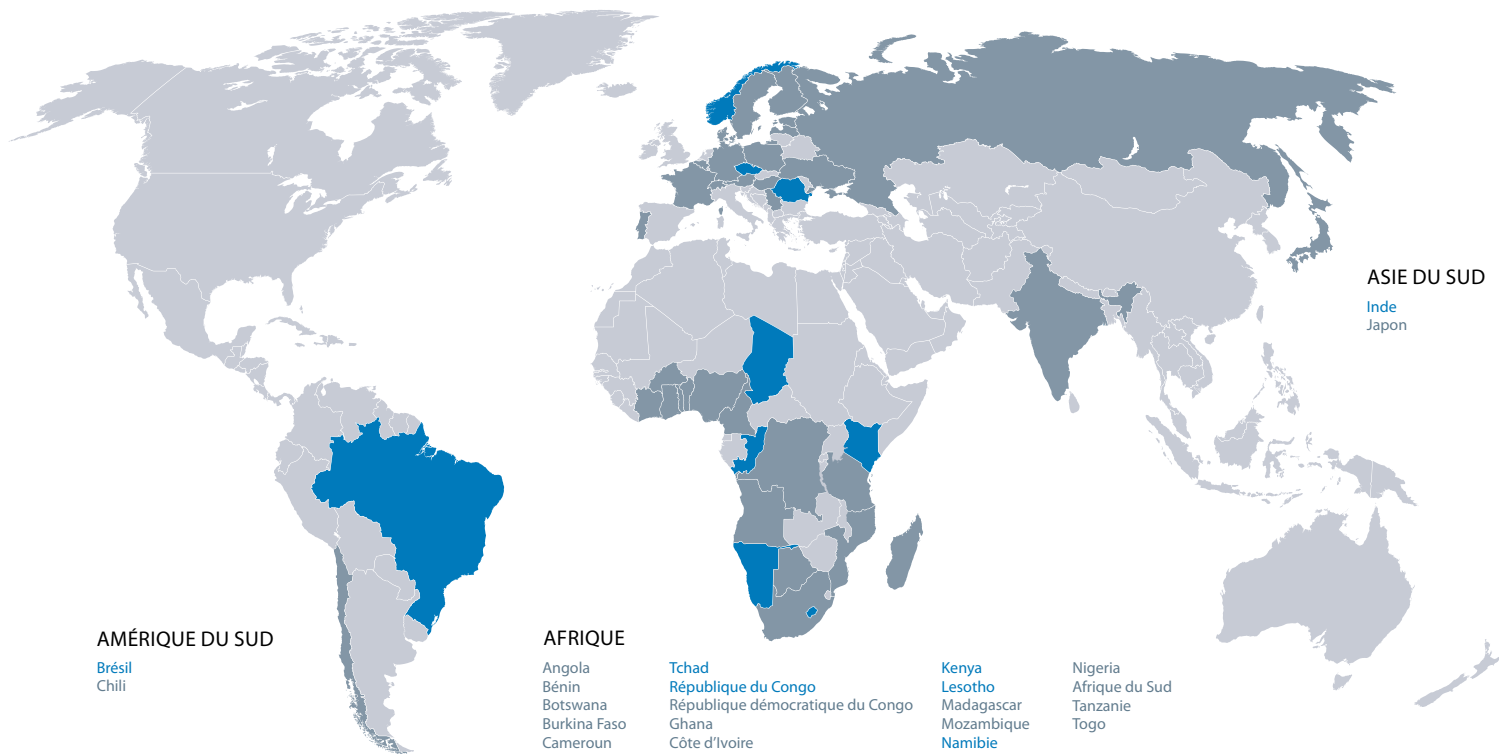 ASIE DU SUD
Inde
Japon
AMÉRIQUE DU SUD
Brésil
Chili
AFRIQUE
Angola
Bénin
Botswana
Burkina Faso
Cameroun
Tchad
République du Congo
République démocratique du Congo
Ghana
Côte d'Ivoire
Kenya
Lesotho
Madagascar
Mozambique
Namibie
Nigeria
Afrique du Sud
Tanzanie
Togo